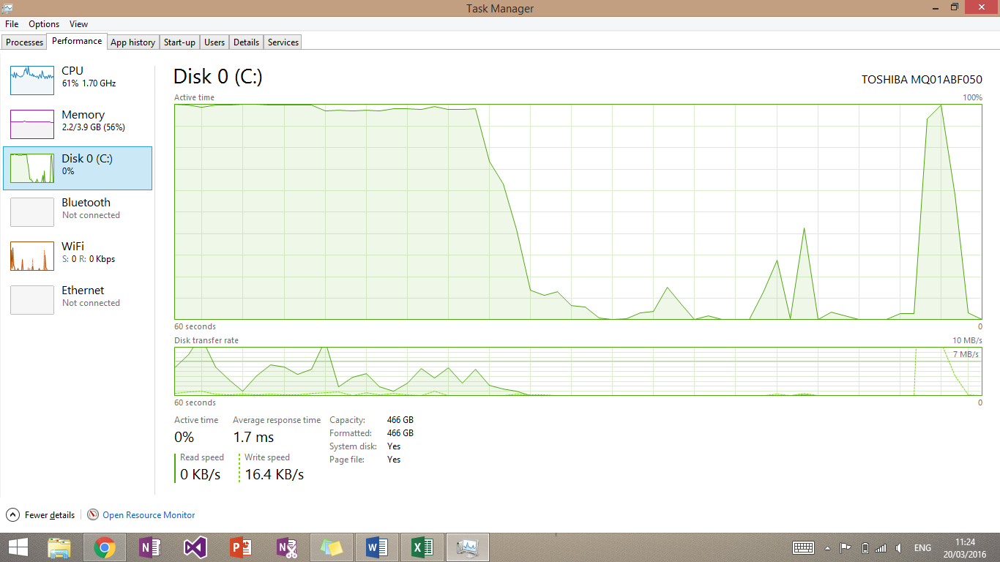 Task Manager
File Options View
Processes Performance App history Start-up Users Details Services
CPU
61% 1.70 GHz
Memory
2.2/3.9 GB (56%)
Disk 0 (C:)
0%
Bluetooth
Not connected
WiFi
S: 0 R: 0 Kbps
Ethernet
Not connected
Disk 0 (C:) TOSHIBA MQ01ABF050
Active time 100%
60 seconds 0
Disk transfer rate 10 MB/s
7 MB/s
60 seconds 0
Active time Average response time
0% 1.7 ms
Read speed Write speed
0 KB/s 16.4 KB/s
Capacity: 466 GB
Formatted: 466 GB
System disk: Yes
Page file: Yes
Fewer details Open Resource Monitor
N P N W X ENG 11:24
20/03/2016